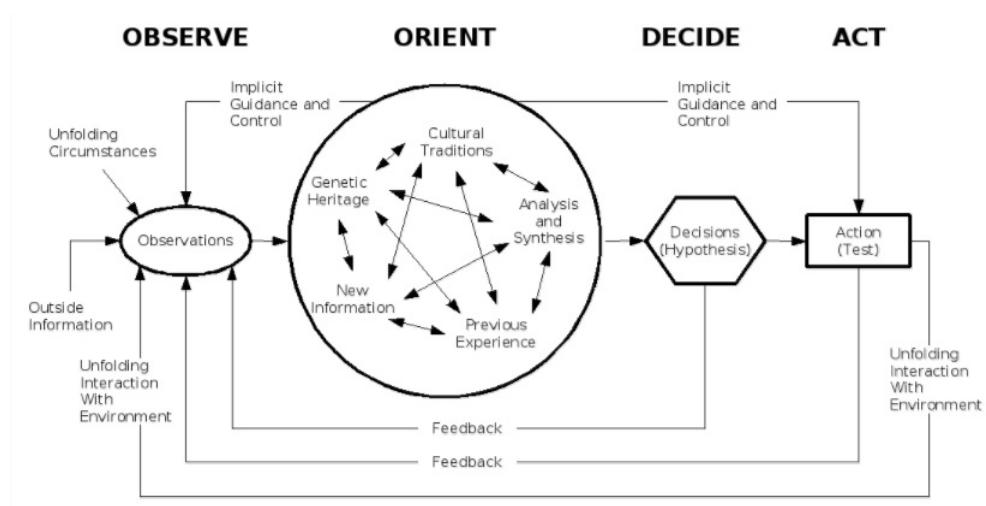 OBSERVE ORIENT DECIDE ACT
Implicit
Guidance and
Control
Implicit
Guidance and
Control
Unfolding
Circumstances
Cultural
Traditions
Genetic
Heritage
Analysis
and
Synthesis
Observations
Decisions
(Hypothesis)
Action
(Test)
New
Information
Previous
Experience
Outside
Information
Unfolding
Interaction
With
Environment
Unfolding
Interaction
With
Environment
Feedback
Feedback